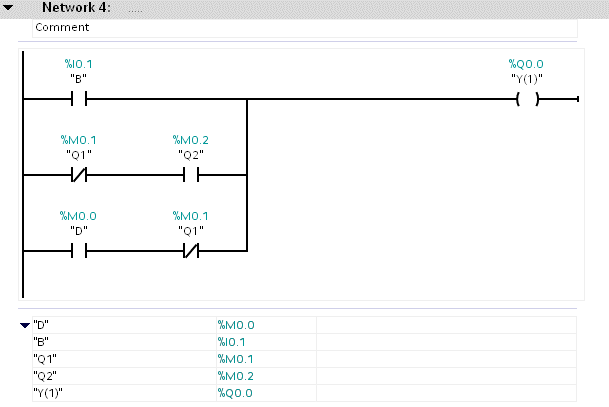 Network 4: .....
Comment
%I0.1 %Q0.0
"B" "Y(1)"
%M0.1 %M0.2
"Q1" "Q2"
%M0.0 %M0.1
"D" "Q1"
"D" %M0.0
"B" %I0.1
"Q1" %M0.1
"Q2" %M0.2
"Y(1)" %Q0.0